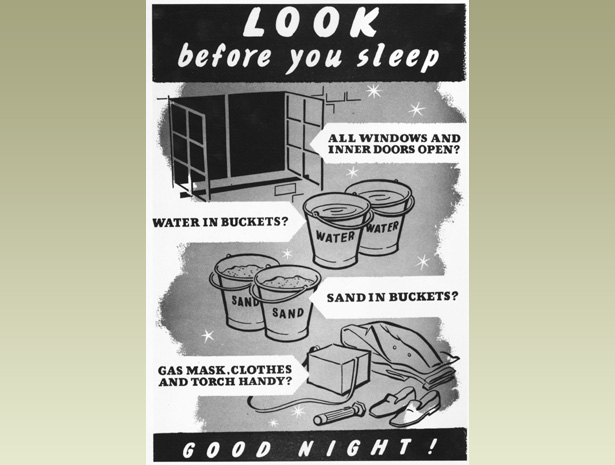 LOOK
before you sleep
ALL WINDOWS AND
INNER DOORS OPEN?
WATER IN BUCKETS?
WATER
WATER
SAND IN BUCKETS?
SAND
SAND
GAS MASK, CLOTHES
AND TORCH HANDY?
GOOD NIGHT!